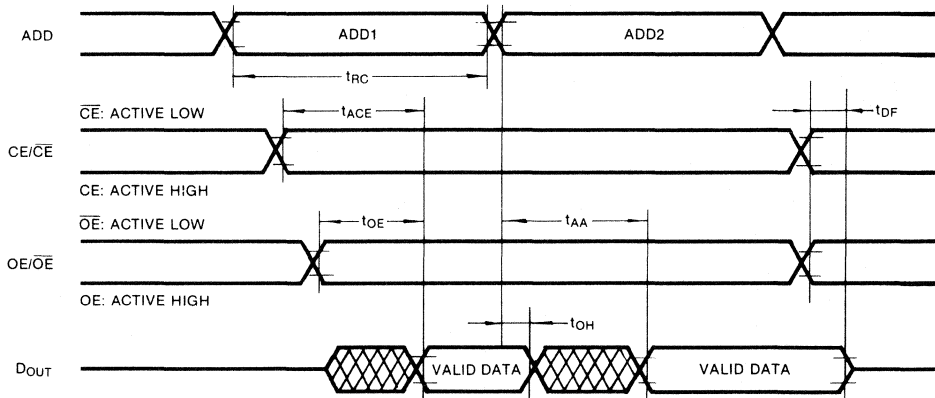 ADD
ADD1
ADD2
tRC
CE: ACTIVE LOW
tACE
tDF
CE/CE
CE: ACTIVE HIGH
OE: ACTIVE LOW
tOE
tAA
OE/OE
OE: ACTIVE HIGH
tOH
DOUT
VALID DATA
VALID DATA